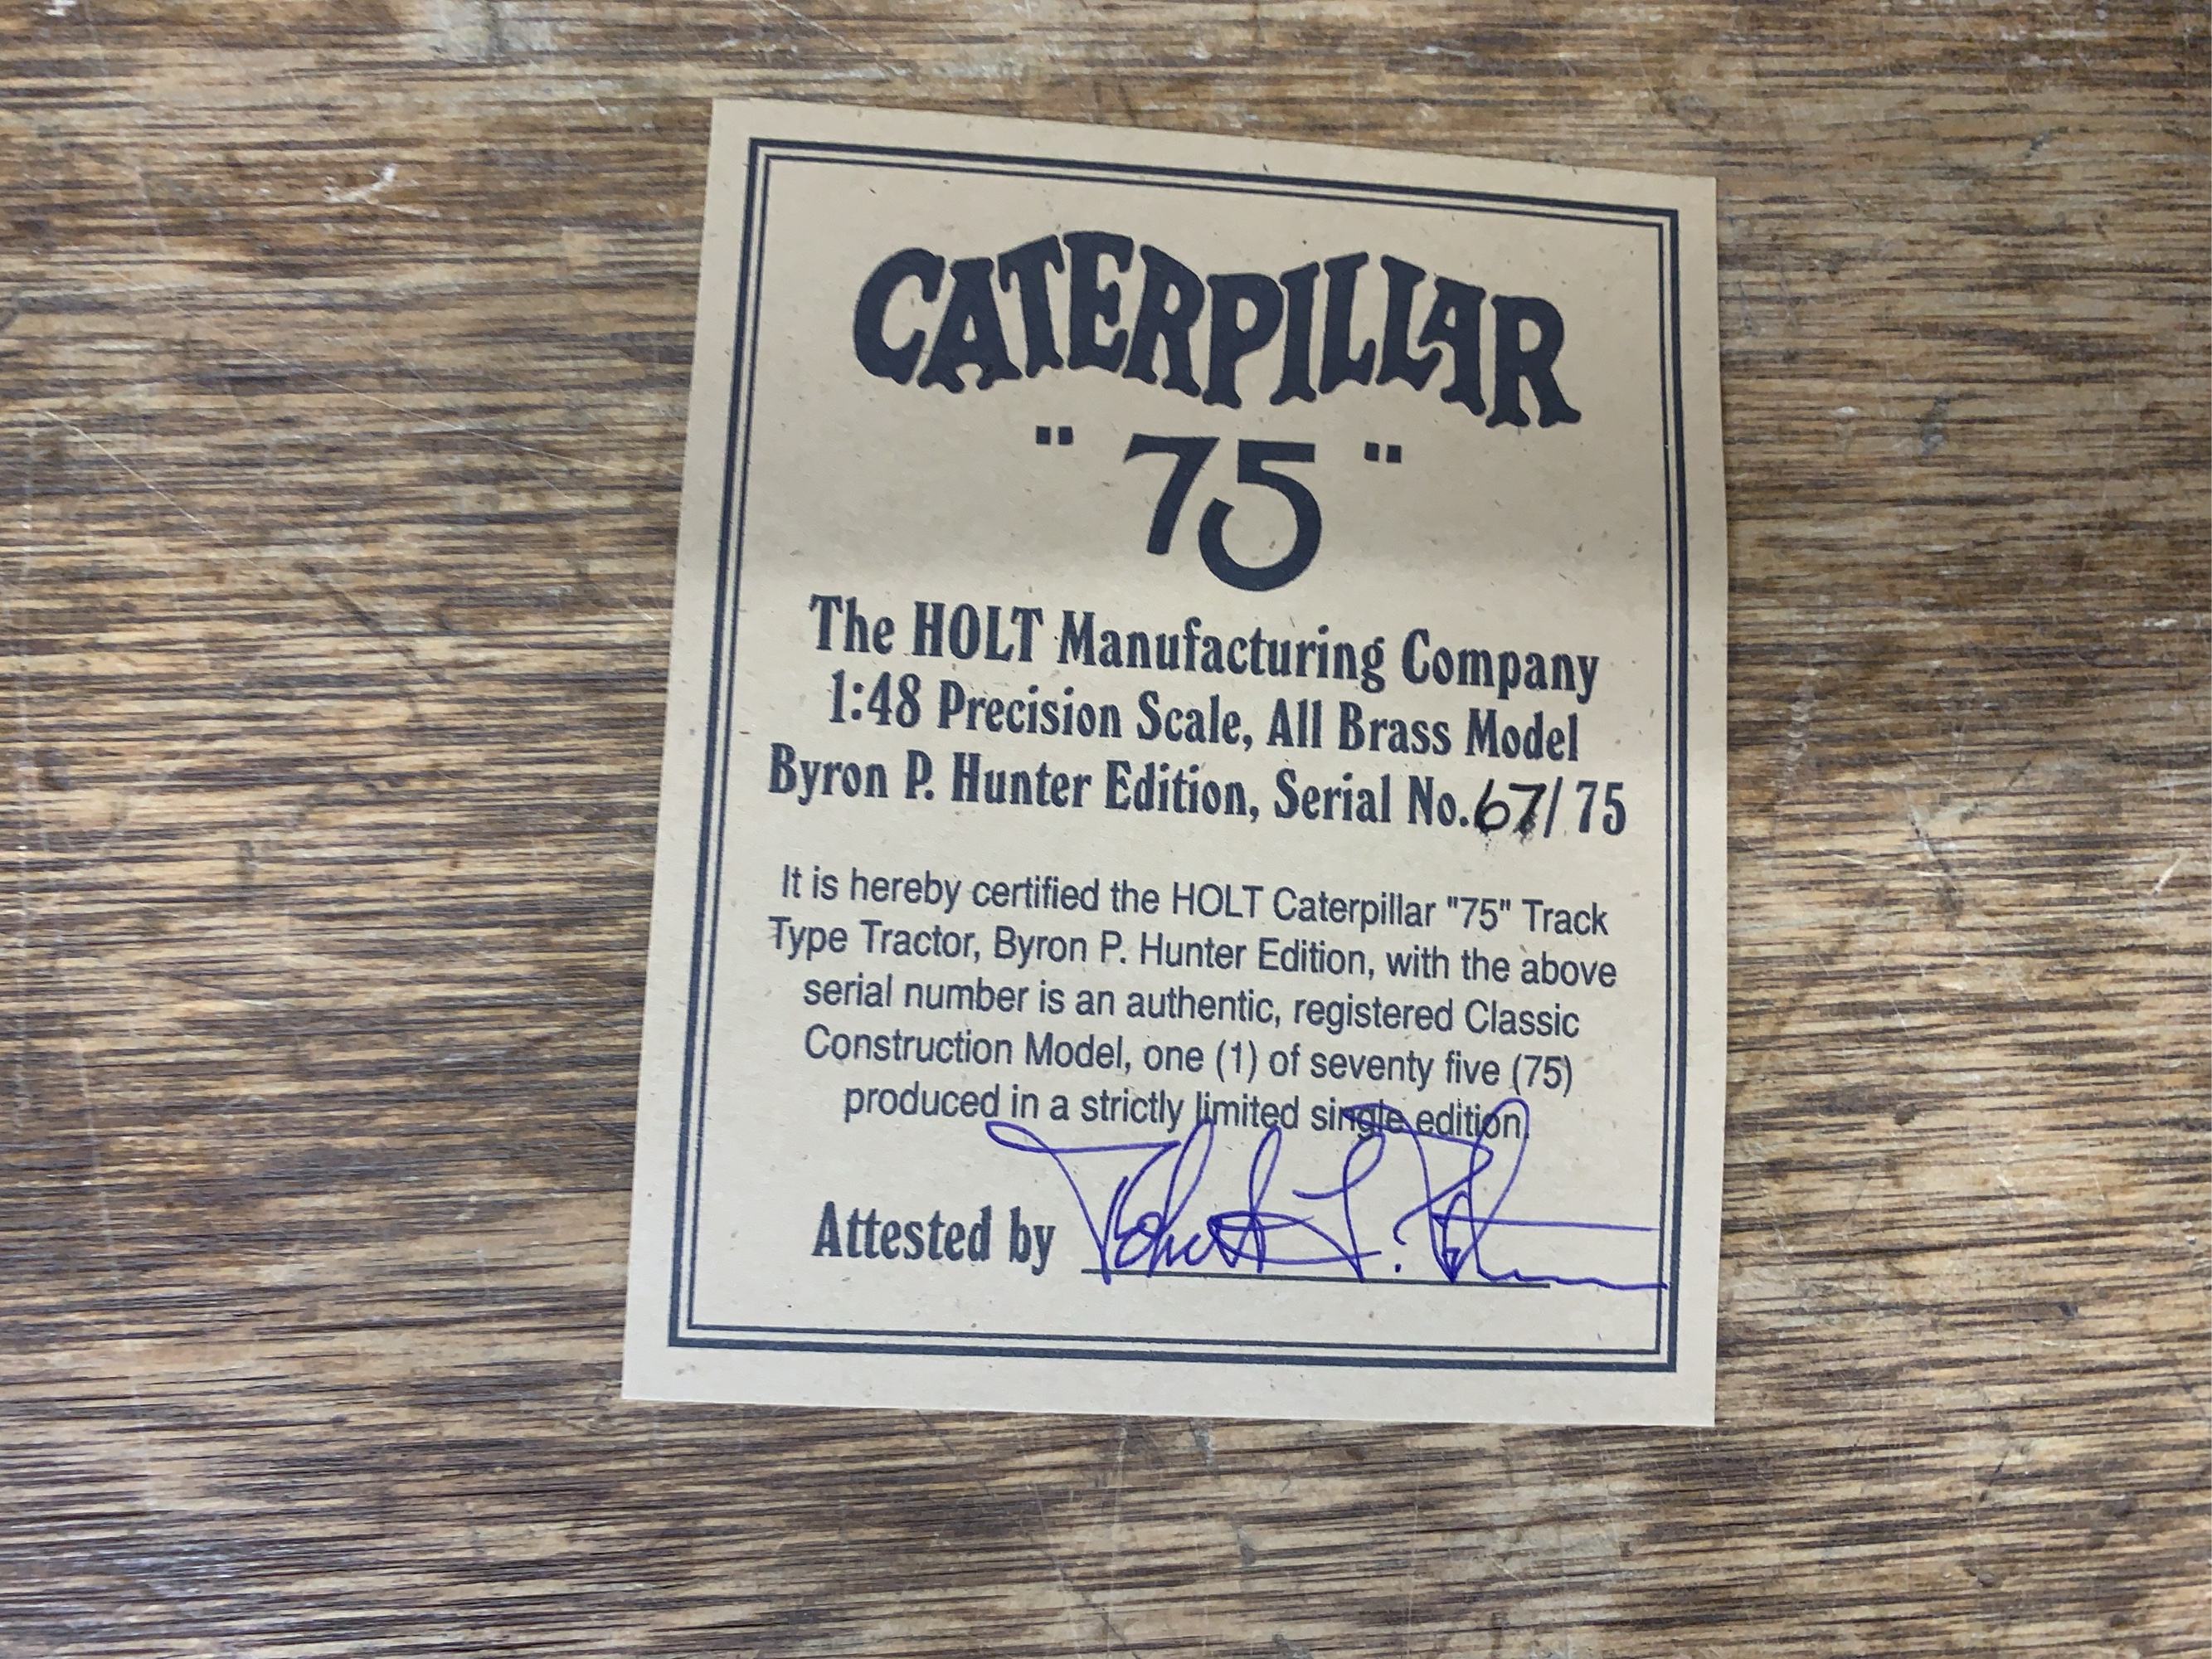 CATERPILLAR
"75"
The HOLT Manufacturing Company
1:48 Precision Scale, All Brass Model
Byron P. Hunter Edition, Serial No.67/75
It is hereby certified the HOLT Caterpillar "75" Track
Type Tractor, Byron P. Hunter Edition, with the above
serial number is an authentic, registered Classic
Construction Model, one (1) of seventy five (75)
produced in a strictly limited single edition.
Attested by